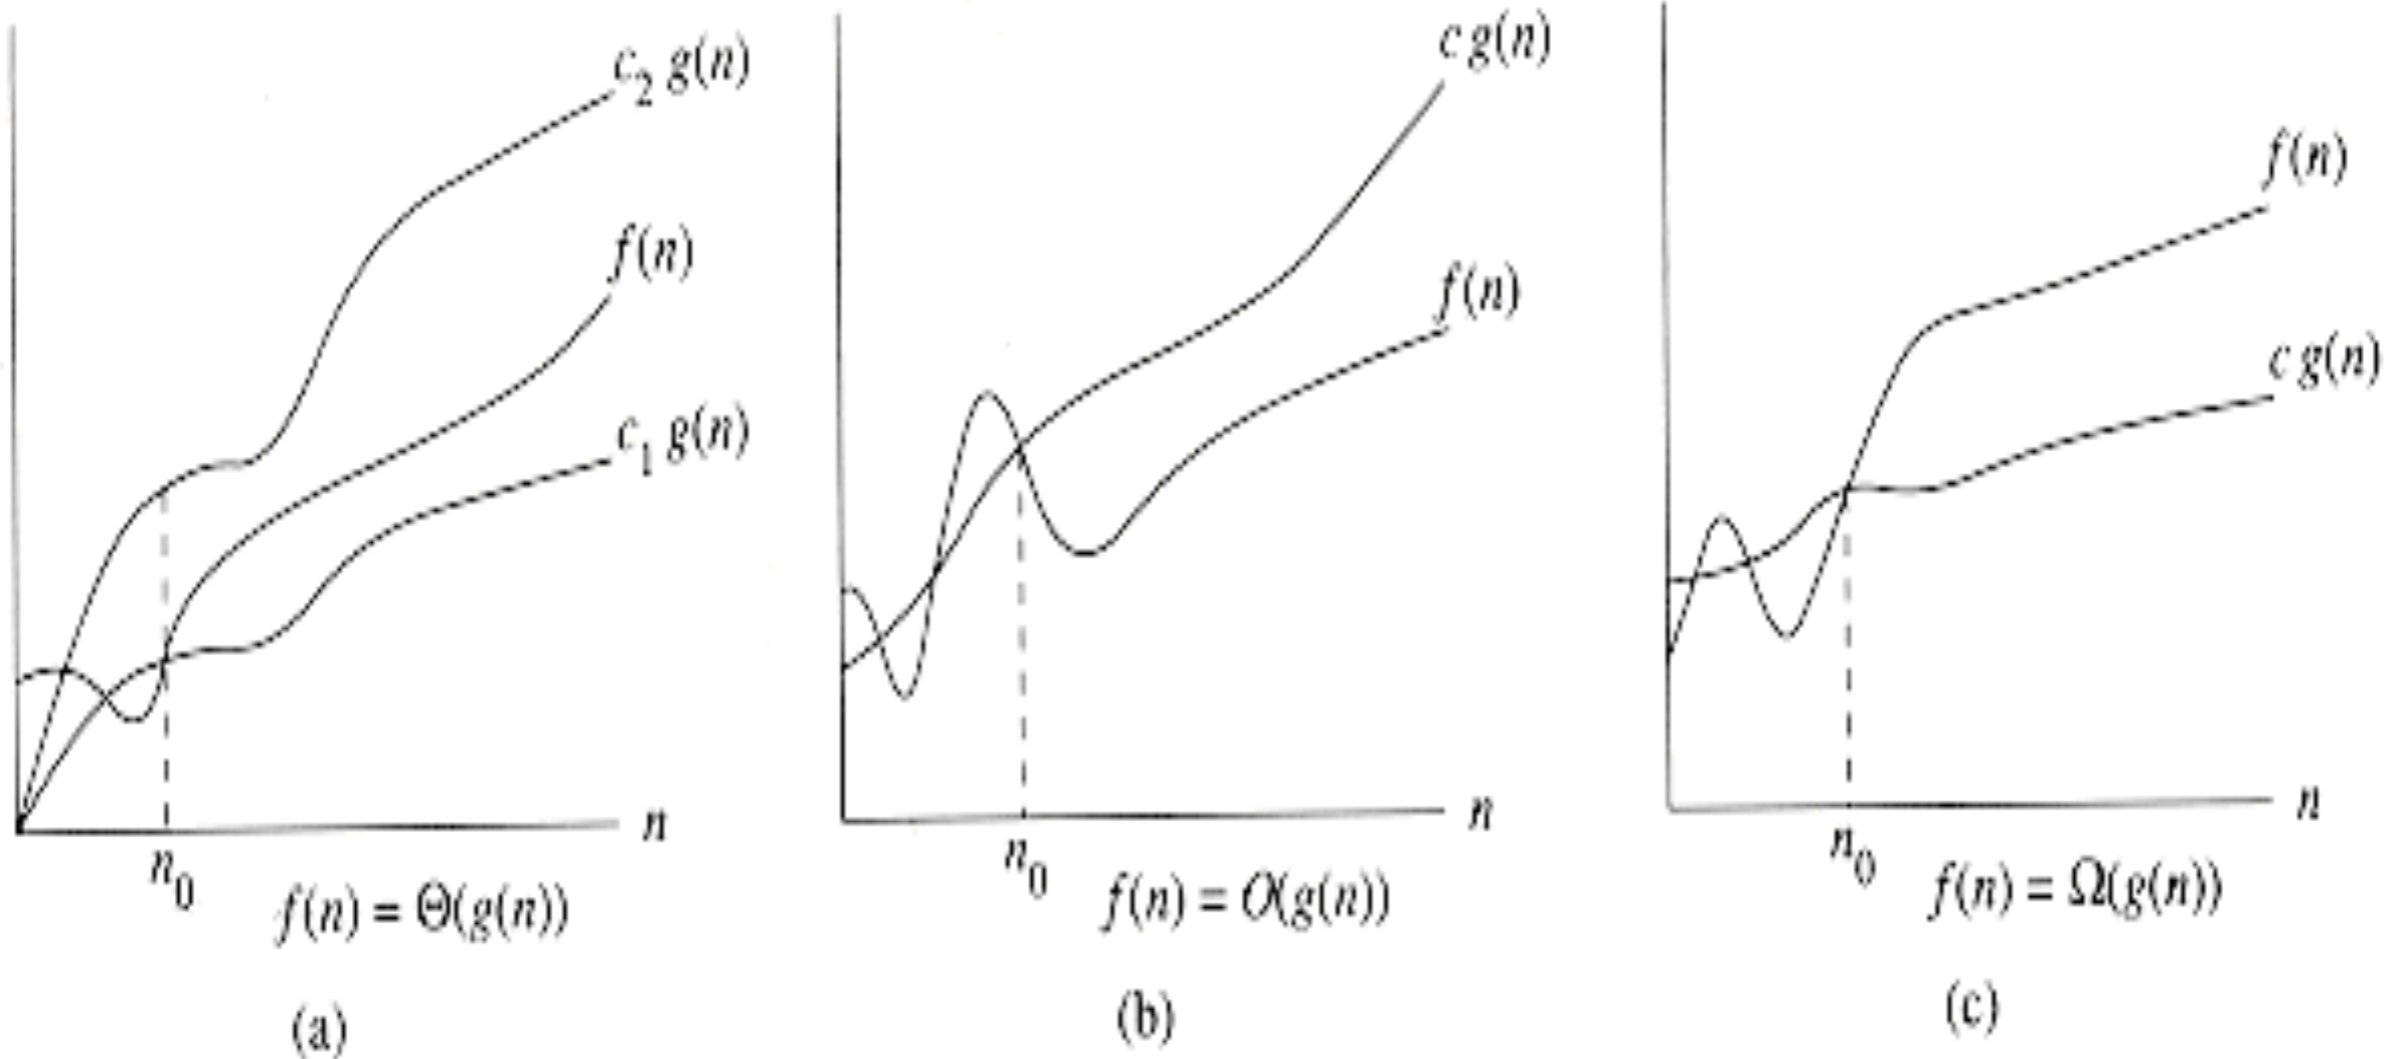 c₂ g(n)
f(n)
c₁ g(n)
n
n₀
f(n) = Θ(g(n))
(a)
c g(n)
f(n)
n
n₀
f(n) = O(g(n))
(b)
f(n)
c g(n)
n
n₀
f(n) = Ω(g(n))
(c)